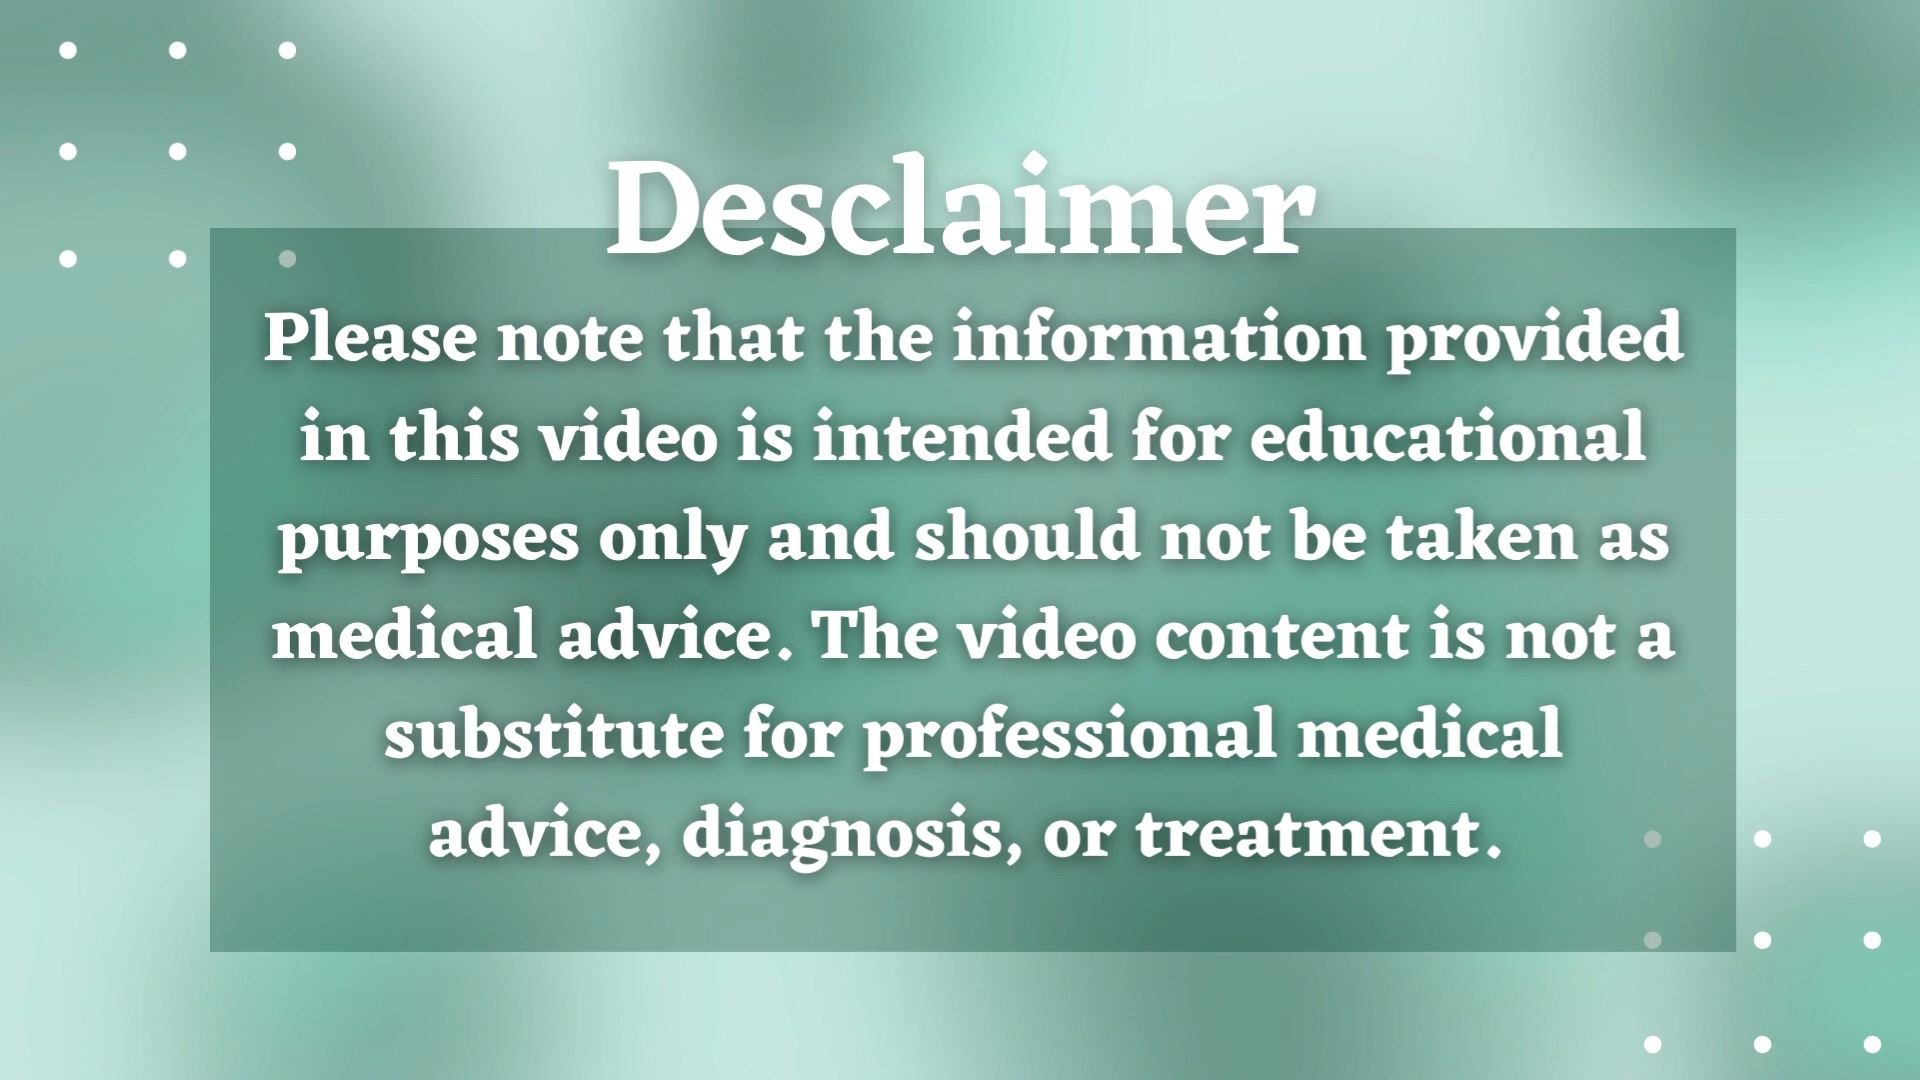 Desclaimer
Please note that the information provided
in this video is intended for educational
purposes only and should not be taken as
medical advice. The video content is not a
substitute for professional medical
advice, diagnosis, or treatment.